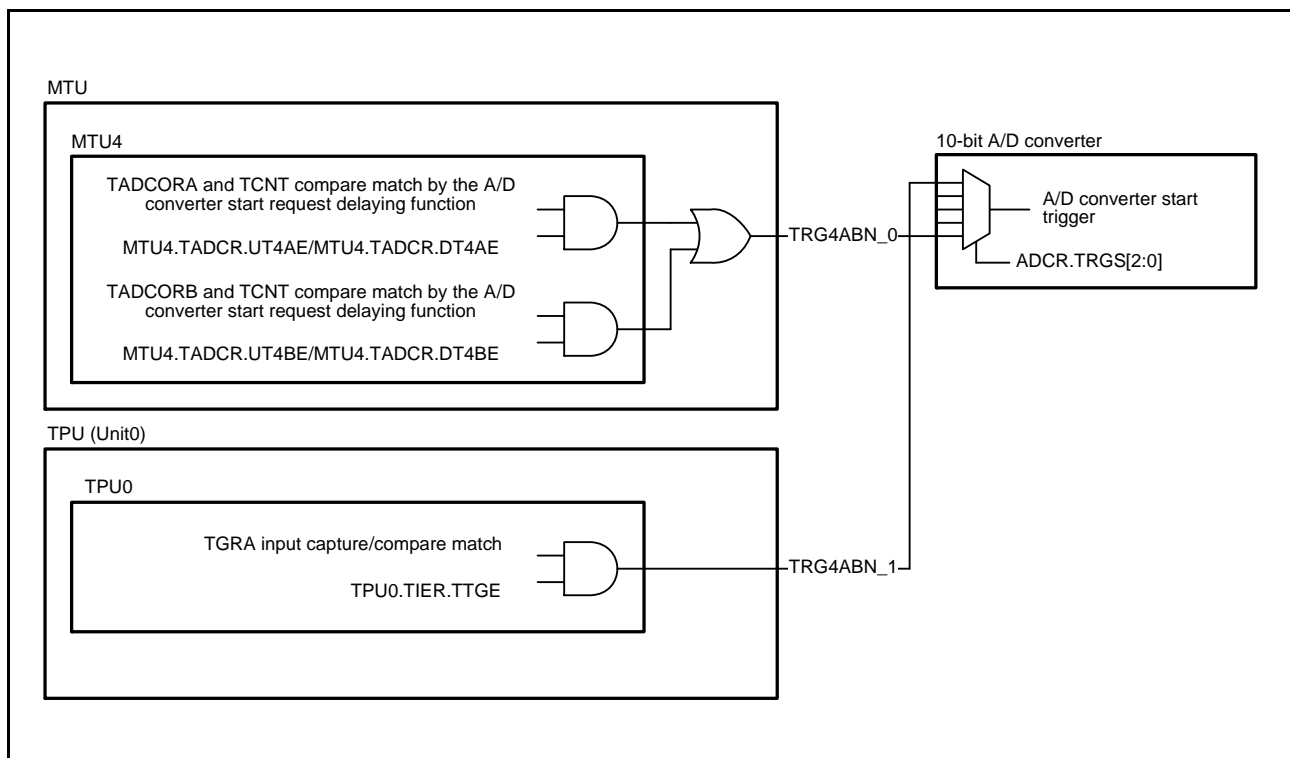 MTU
MTU4
TADCORA and TCNT compare match by the A/D
converter start request delaying function
MTU4.TADCR.UT4AE/MTU4.TADCR.DT4AE
TADCORB and TCNT compare match by the A/D
converter start request delaying function
MTU4.TADCR.UT4BE/MTU4.TADCR.DT4BE
TRG4ABN_0
10-bit A/D converter
A/D converter start
trigger
ADCR.TRGS[2:0]
TPU (Unit0)
TPU0
TGRA input capture/compare match
TPU0.TIER.TTGE
TRG4ABN_1